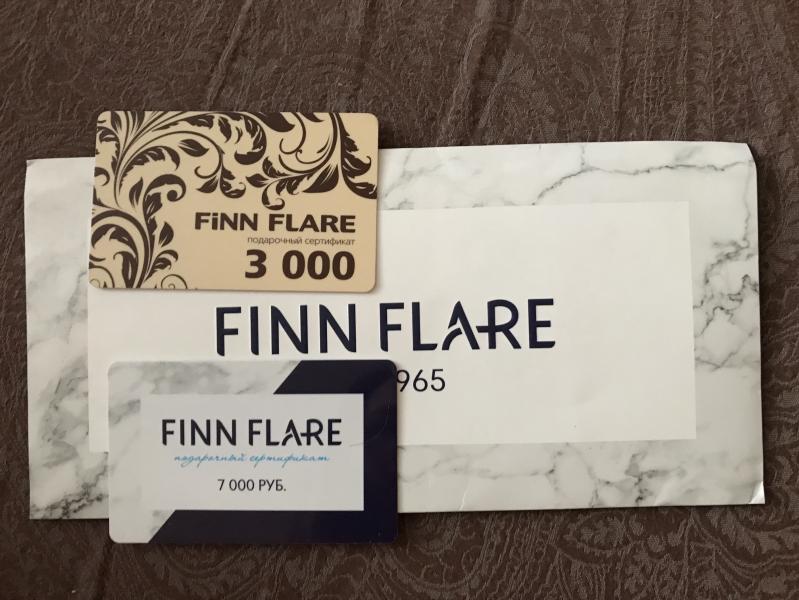 FiNN FLARE
подарочный сертификат
3 000
FINN FLARE
965
FINN FLARE
подарочный сертификат
7 000 РУБ.